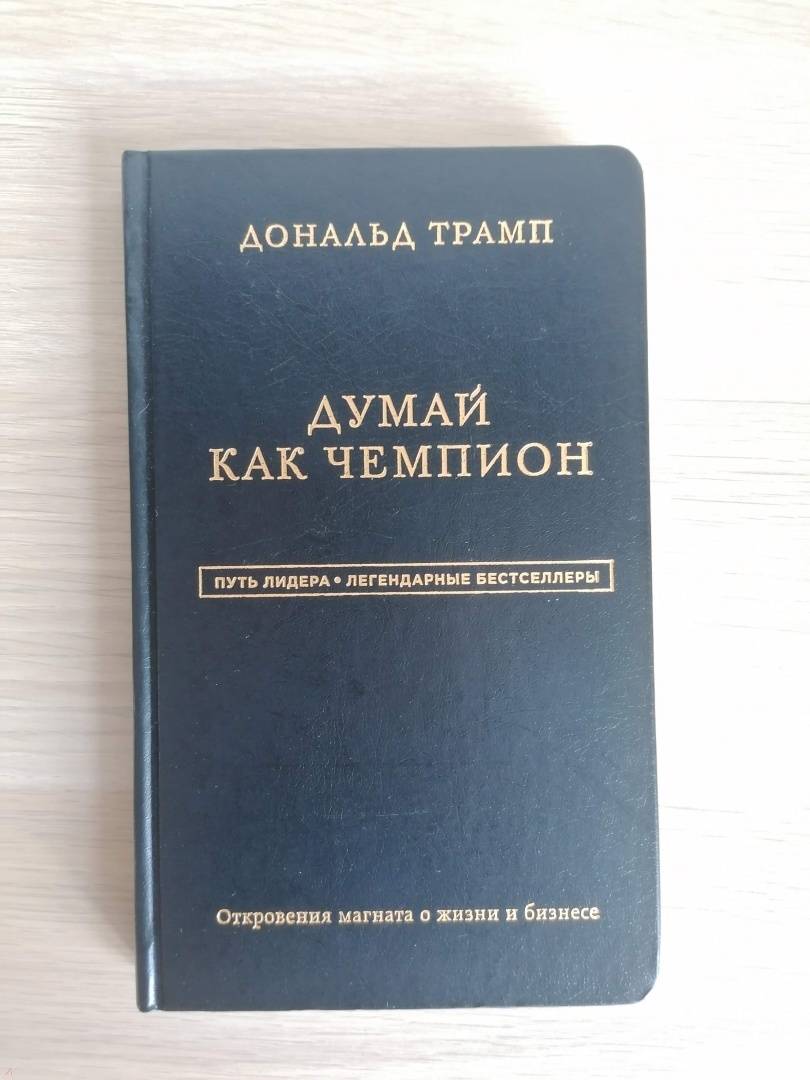 ДОНАЛЬД ТРАМП
ДУМАЙ
КАК ЧЕМПИОН
ПУТЬ ЛИДЕРА • ЛЕГЕНДАРНЫЕ БЕСТСЕЛЛЕРЫ
Откровения магната о жизни и бизнесе